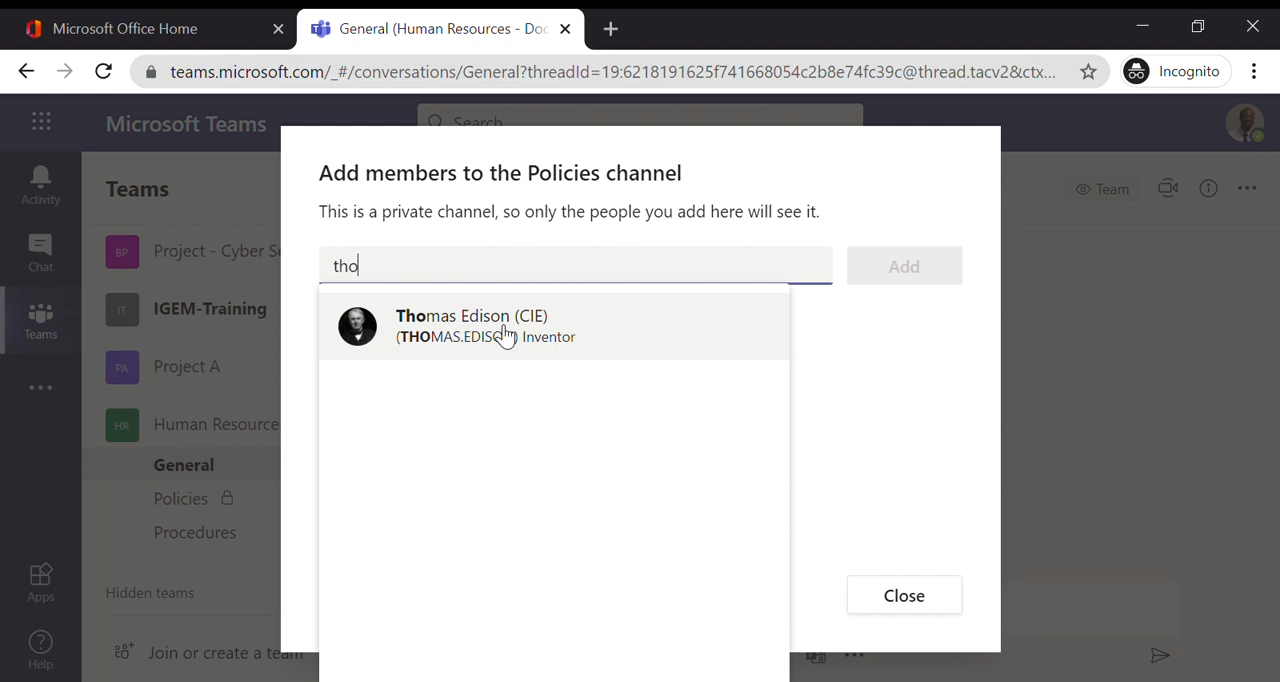 Microsoft Office Home
General (Human Resources - Doc
teams.microsoft.com/_#/conversations/General?threadId=19:6218191625f741668054c2b8e74fc39c@thread.tacv2&ctx...
Incognito
Microsoft Teams
Search
Activity
Chat
Teams
Apps
Help
Teams
BP Project - Cyber Se
IT IGEM-Training
PA Project A
HR Human Resource
General
Policies
Procedures
Hidden teams
Join or create a team
Team
Add members to the Policies channel
This is a private channel, so only the people you add here will see it.
tho
Add
Thomas Edison (CIE)
(THOMAS.EDISON) Inventor
Close